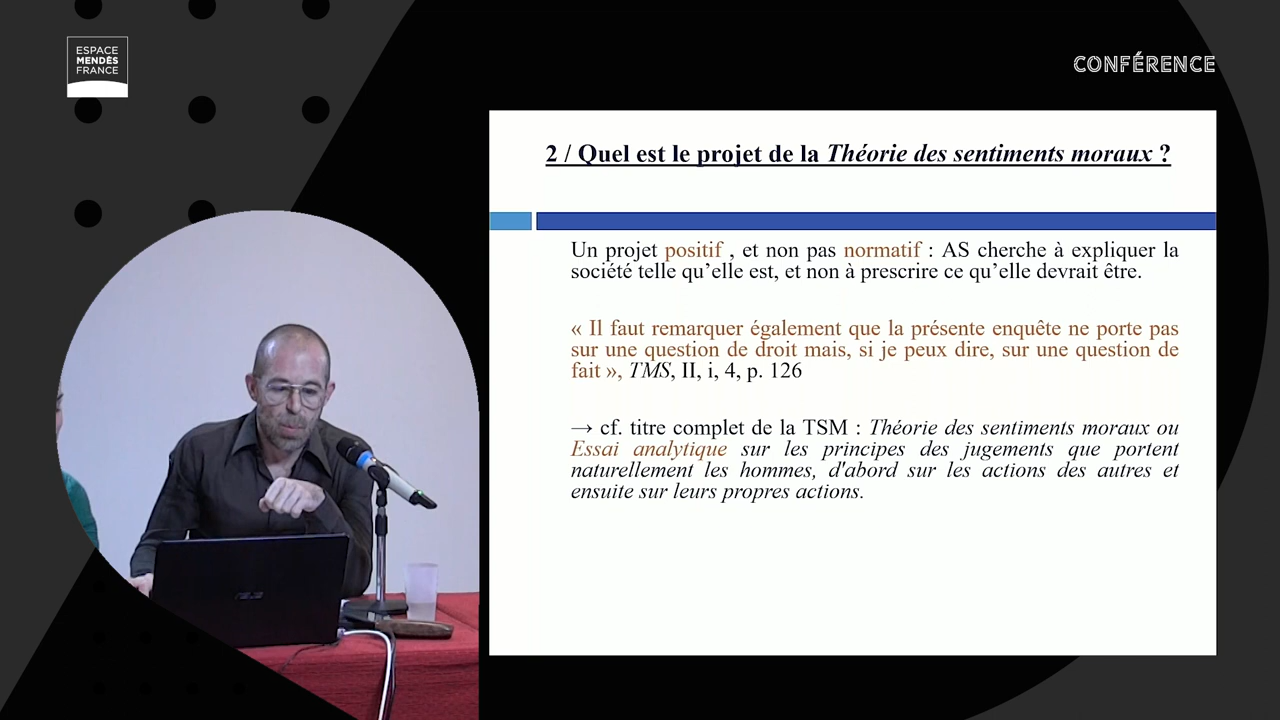 ESPACE
MENDÈS
FRANCE
CONFÉRENCE
2 / Quel est le projet de la Théorie des sentiments moraux ?
Un projet positif , et non pas normatif : AS cherche à expliquer la
société telle qu’elle est, et non à prescrire ce qu’elle devrait être.
« Il faut remarquer également que la présente enquête ne porte pas
sur une question de droit mais, si je peux dire, sur une question de
fait », TMS, II, i, 4, p. 126
→ cf. titre complet de la TSM : Théorie des sentiments moraux ou
Essai analytique sur les principes des jugements que portent
naturellement les hommes, d'abord sur les actions des autres et
ensuite sur leurs propres actions.
ASUS